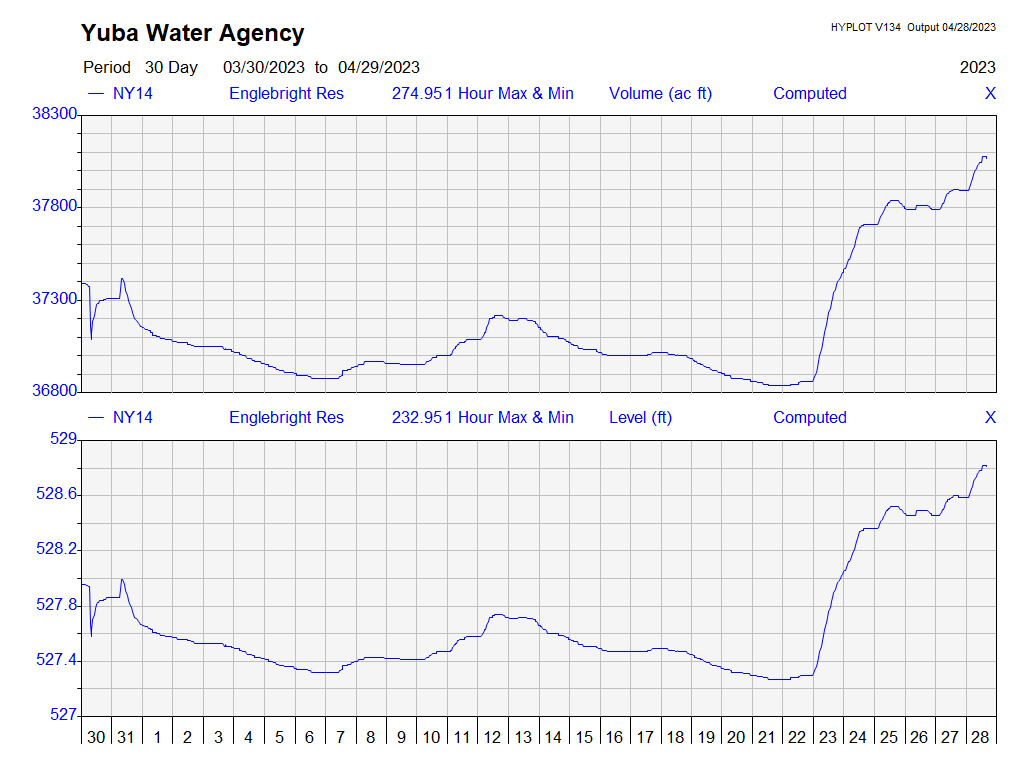 Yuba Water Agency
HYPLOT V134 Output 04/28/2023
Period 30 Day 03/30/2023 to 04/29/2023 2023
NY14 Englebright Res 274.951 Hour Max & Min Volume (ac ft) Computed X
38300
37800
37300
36800
NY14 Englebright Res 232.951 Hour Max & Min Level (ft) Computed X
529
528.6
528.2
527.8
527.4
527
30 31 1 2 3 4 5 6 7 8 9 10 11 12 13 14 15 16 17 18 19 20 21 22 23 24 25 26 27 28